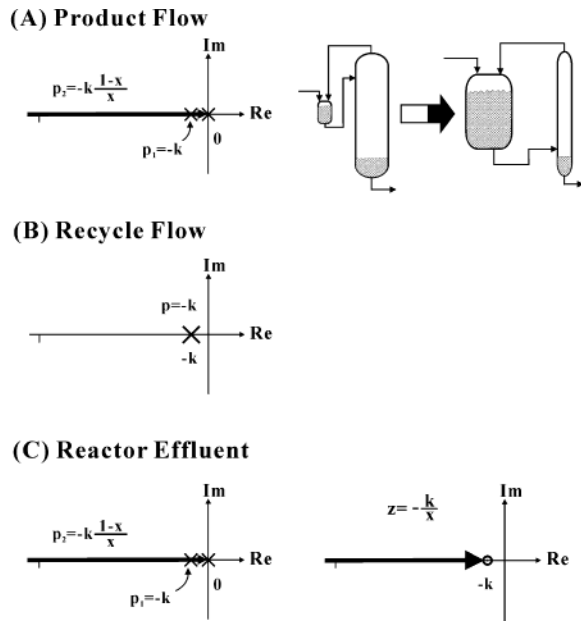 (A) Product Flow
Im
p₂=-k (1-x)/x
Re
p₁=-k
0
(B) Recycle Flow
Im
p=-k
Re
-k
(C) Reactor Effluent
Im
p₂=-k (1-x)/x
Re
p₁=-k
0
Im
z= -k/x
Re
-k